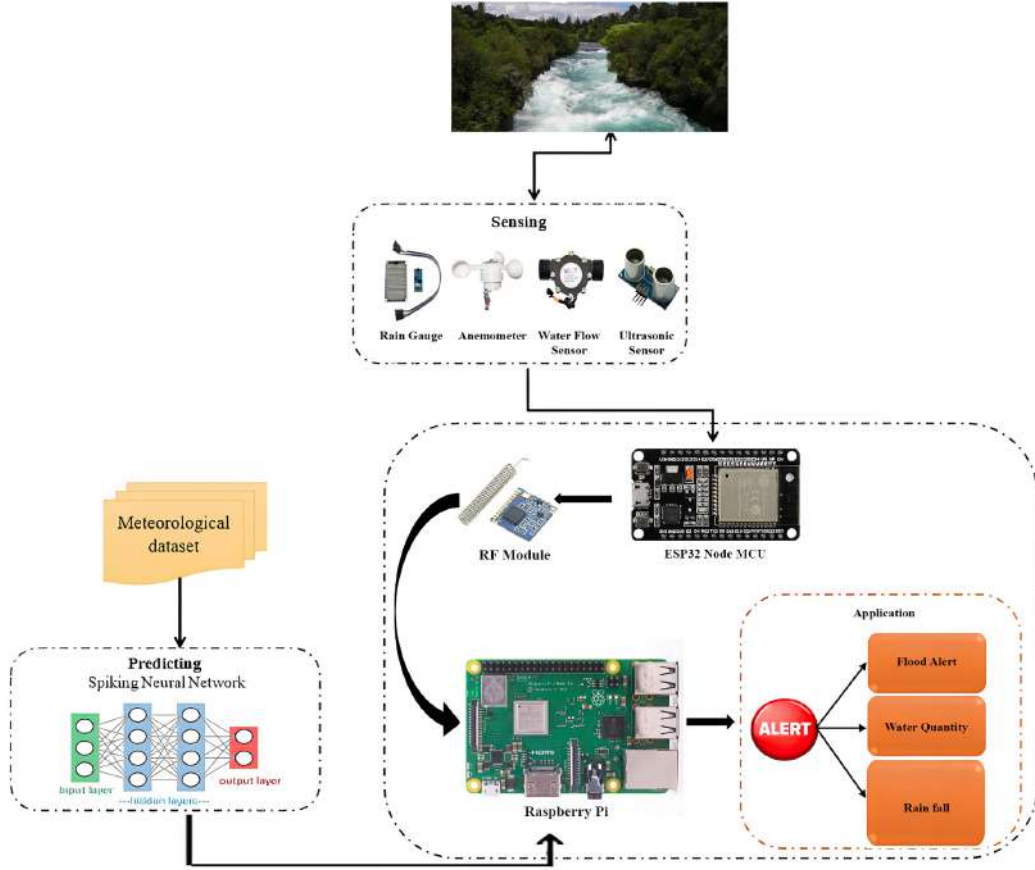 Sensing
Rain Gauge
Anemometer
Water Flow
Sensor
Ultrasonic
Sensor
RF Module
ESP32 Node MCU
Meteorological
dataset
Predicting
Spiking Neural Network
input layer
---hidden layers---
output layer
Application
ALERT
Flood Alert
Water Quantity
Rain fall
HDMI
Raspberry Pi